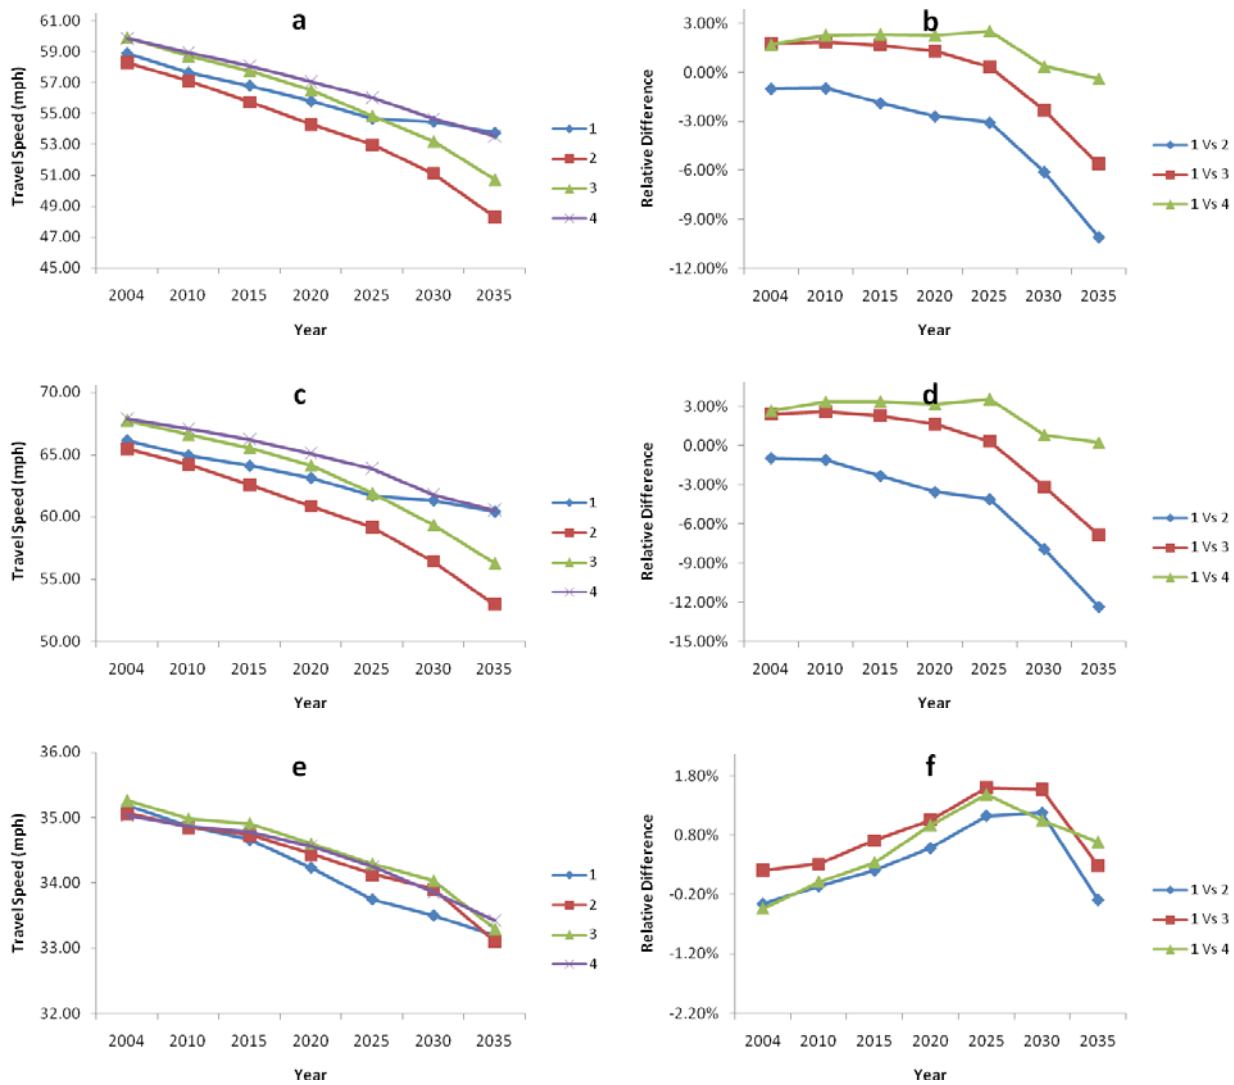 a
61.00
59.00
57.00
55.00
53.00
51.00
49.00
47.00
45.00
Travel Speed (mph)
2004 2010 2015 2020 2025 2030 2035
Year
1
2
3
4
b
3.00%
0.00%
-3.00%
-6.00%
-9.00%
-12.00%
Relative Difference
2004 2010 2015 2020 2025 2030 2035
Year
1 Vs 2
1 Vs 3
1 Vs 4
c
70.00
65.00
60.00
55.00
50.00
Travel Speed (mph)
2004 2010 2015 2020 2025 2030 2035
Year
1
2
3
4
d
3.00%
0.00%
-3.00%
-6.00%
-9.00%
-12.00%
-15.00%
Relative Difference
2004 2010 2015 2020 2025 2030 2035
Year
1 Vs 2
1 Vs 3
1 Vs 4
e
36.00
35.00
34.00
33.00
32.00
Travel Speed (mph)
2004 2010 2015 2020 2025 2030 2035
Year
1
2
3
4
f
1.80%
0.80%
-0.20%
-1.20%
-2.20%
Relative Difference
2004 2010 2015 2020 2025 2030 2035
Year
1 Vs 2
1 Vs 3
1 Vs 4